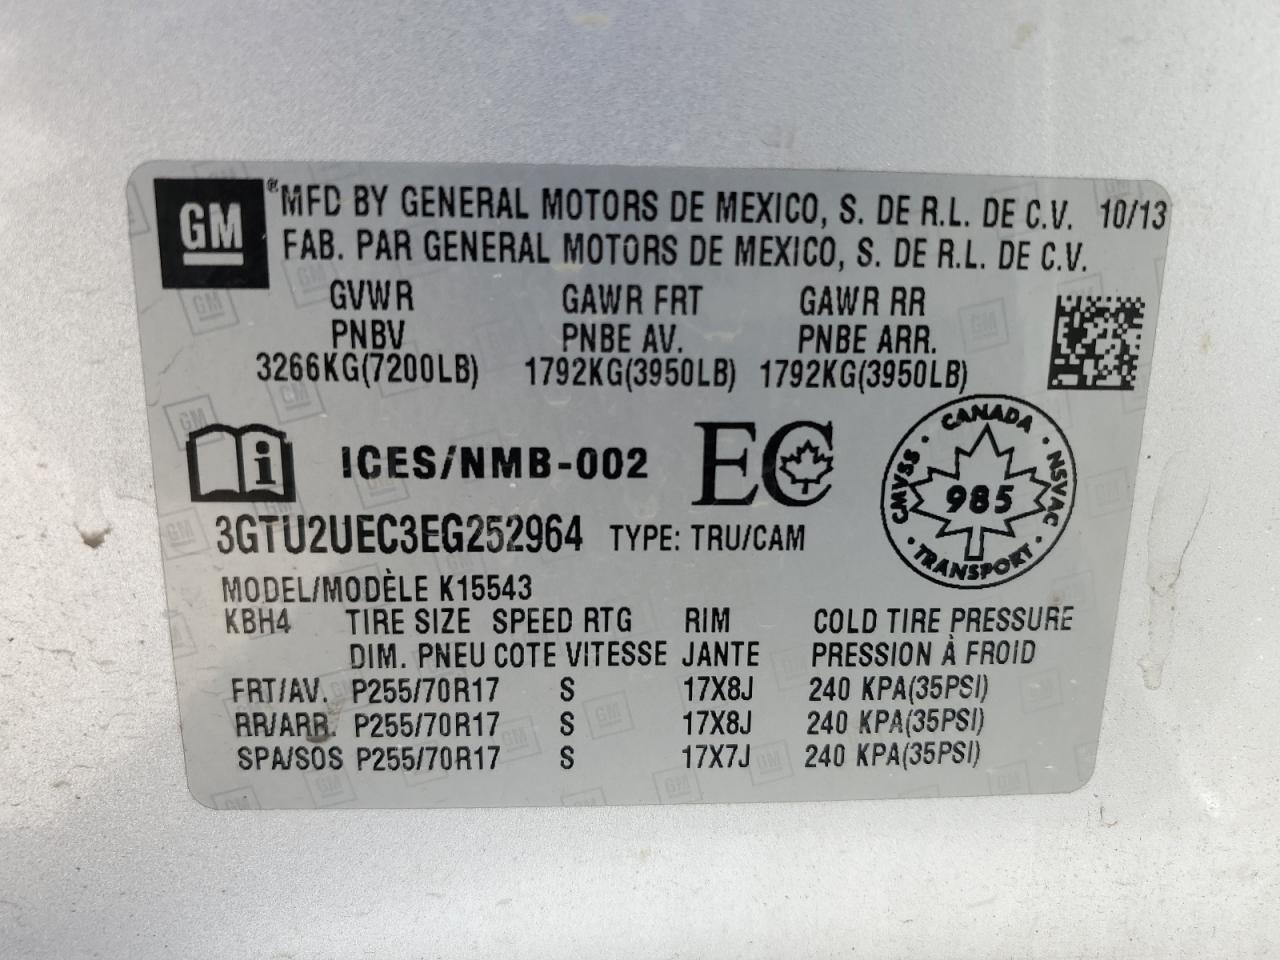 GM ® MFD BY GENERAL MOTORS DE MEXICO, S. DE R.L. DE C.V. 10/13
FAB. PAR GENERAL MOTORS DE MEXICO, S. DE R.L. DE C.V.
GVWR GAWR FRT GAWR RR
PNBV PNBE AV. PNBE ARR.
3266KG(7200LB) 1792KG(3950LB) 1792KG(3950LB)
i ICES/NMB-002 EC
CANADA
CMVSS • 985 • NSVAC
• TRANSPORT •
3GTU2UEC3EG252964 TYPE: TRU/CAM
MODEL/MODÈLE K15543
KBH4 TIRE SIZE SPEED RTG RIM COLD TIRE PRESSURE
DIM. PNEU COTE VITESSE JANTE PRESSION À FROID
FRT/AV. P255/70R17 S 17X8J 240 KPA(35PSI)
RR/ARR. P255/70R17 S 17X8J 240 KPA(35PSI)
SPA/SOS P255/70R17 S 17X7J 240 KPA(35PSI)